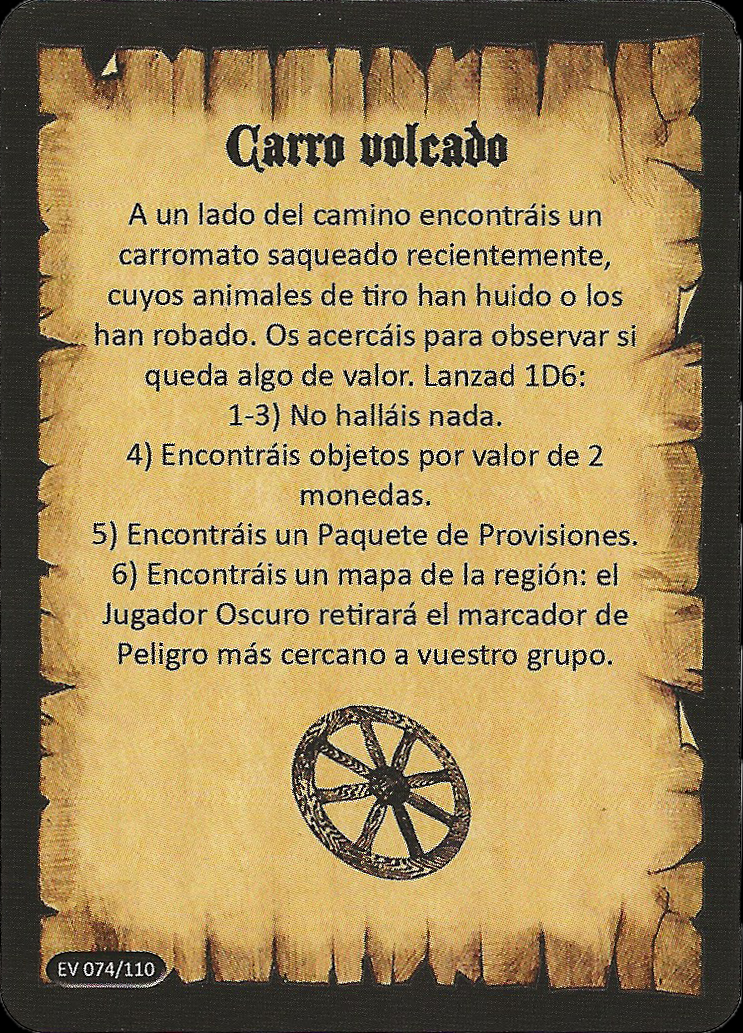 Carro volcado
A un lado del camino encontráis un
carromato saqueado recientemente,
cuyos animales de tiro han huido o los
han robado. Os acercáis para observar si
queda algo de valor. Lanzad 1D6:
1-3) No halláis nada.
4) Encontráis objetos por valor de 2
monedas.
5) Encontráis un Paquete de Provisiones.
6) Encontráis un mapa de la región: el
Jugador Oscuro retirará el marcador de
Peligro más cercano a vuestro grupo.
EV 074/110